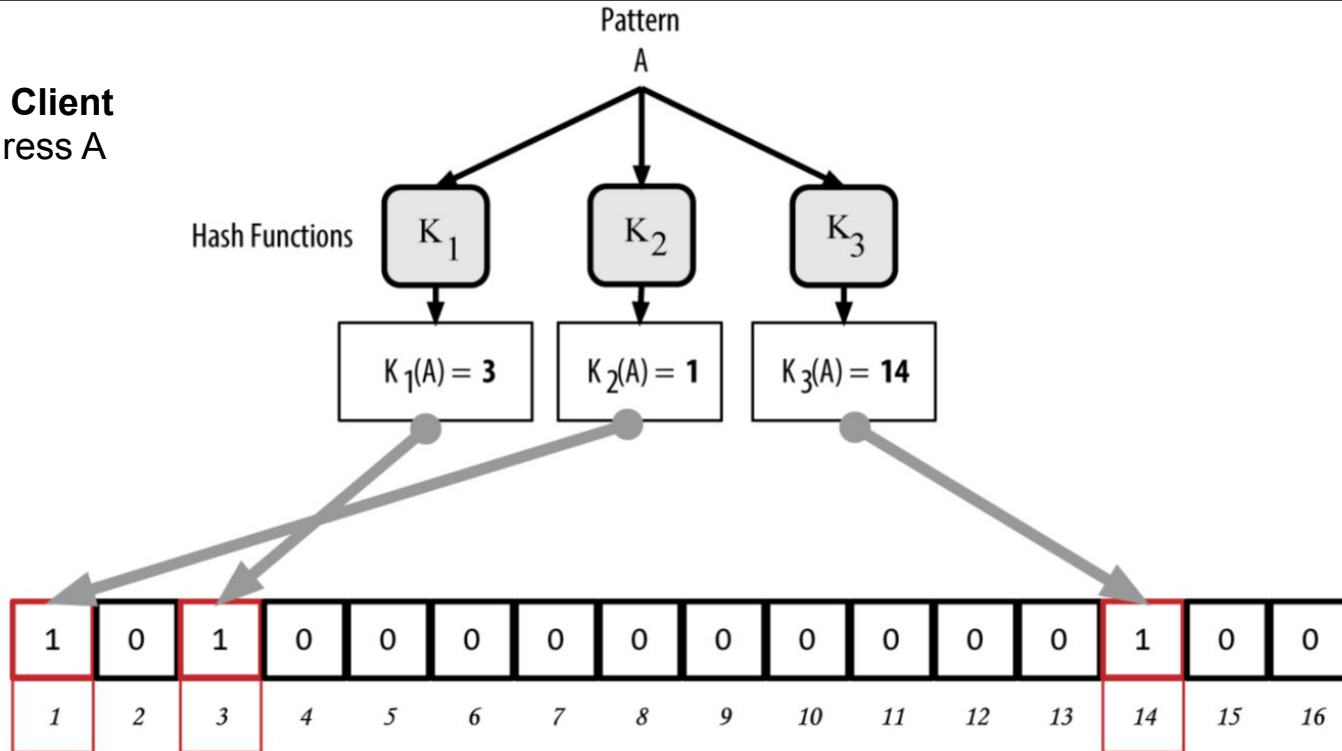 Pattern
A
Client
ress A
Hash Functions
K1
K2
K3
K1(A) = 3
K2(A) = 1
K3(A) = 14
1 0 1 0 0 0 0 0 0 0 0 0 0 1 0 0
1 2 3 4 5 6 7 8 9 10 11 12 13 14 15 16